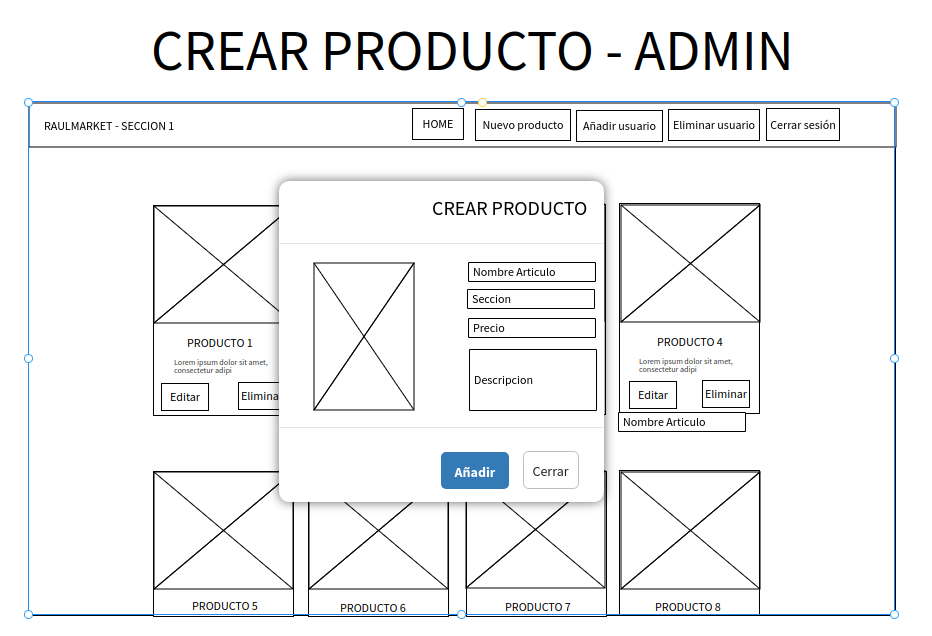 CREAR PRODUCTO - ADMIN
RAULMARKET - SECCION 1
HOME
Nuevo producto
Añadir usuario
Eliminar usuario
Cerrar sesión
CREAR PRODUCTO
Nombre Articulo
Seccion
Precio
Descripcion
Añadir
Cerrar
PRODUCTO 1
Lorem ipsum dolor sit amet,
consectetur adipi
Editar
Elimina
PRODUCTO 4
Lorem ipsum dolor sit amet,
consectetur adipi
Editar
Eliminar
Nombre Articulo
PRODUCTO 5
PRODUCTO 6
PRODUCTO 7
PRODUCTO 8